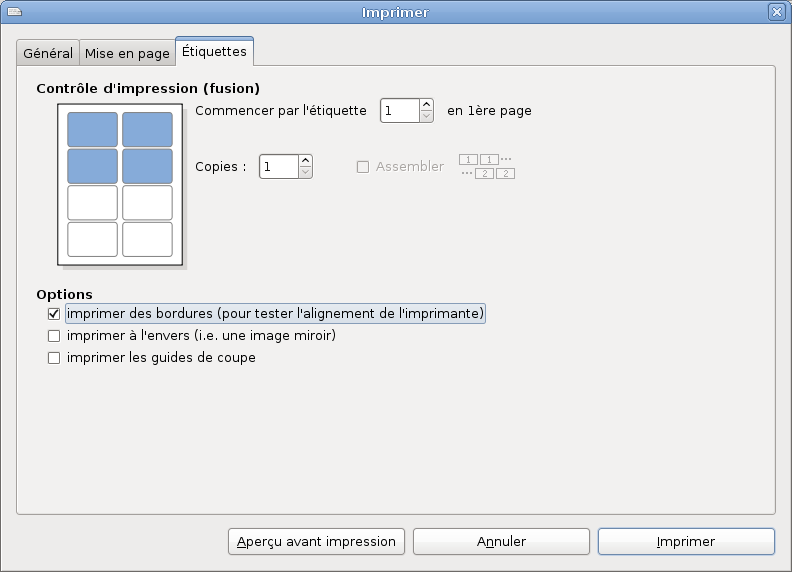 Imprimer
Général Mise en page Étiquettes
Contrôle d'impression (fusion)
Commencer par l'étiquette 1 en 1ère page
Copies : 1 Assembler 1 1 ...
... 2 2
Options
imprimer des bordures (pour tester l'alignement de l'imprimante)
imprimer à l'envers (i.e. une image miroir)
imprimer les guides de coupe
Aperçu avant impression Annuler Imprimer